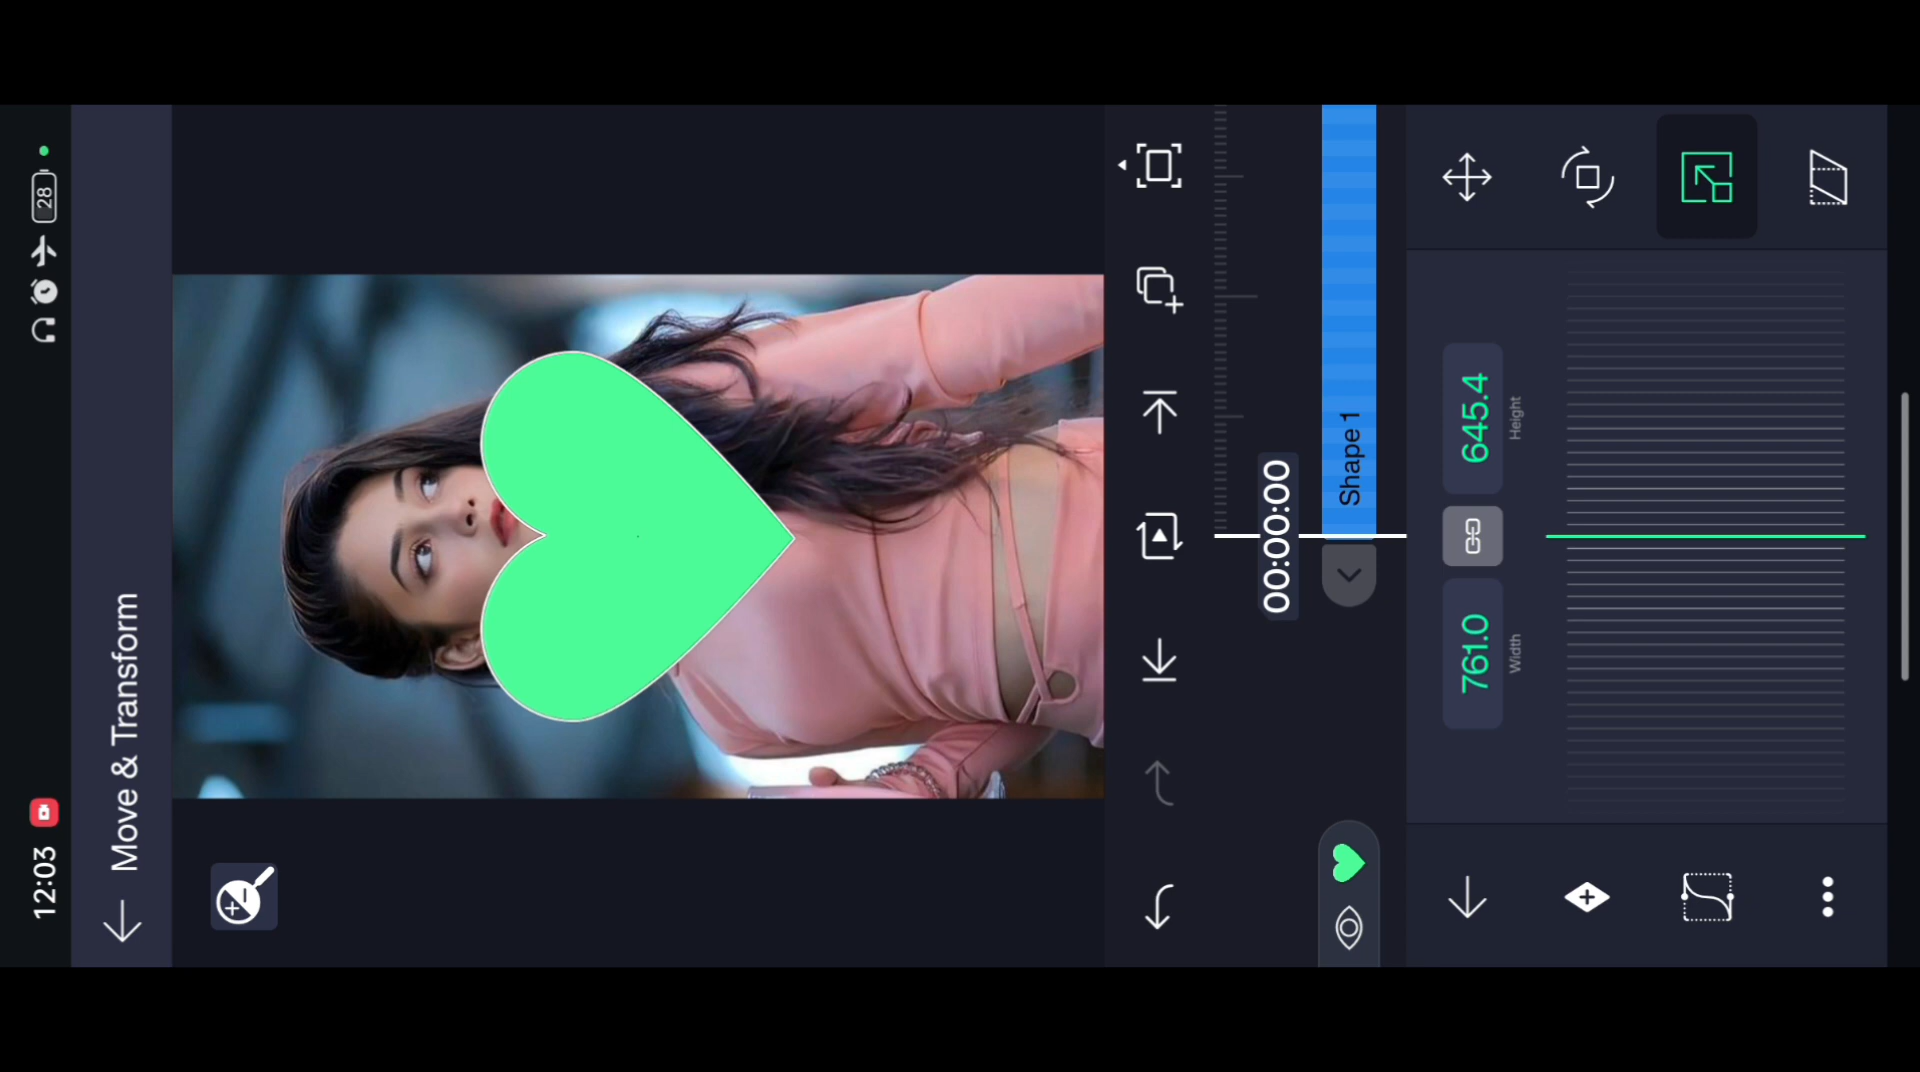 12:03
28
Move & Transform
00:00:00
Shape 1
761.0
Width
645.4
Height